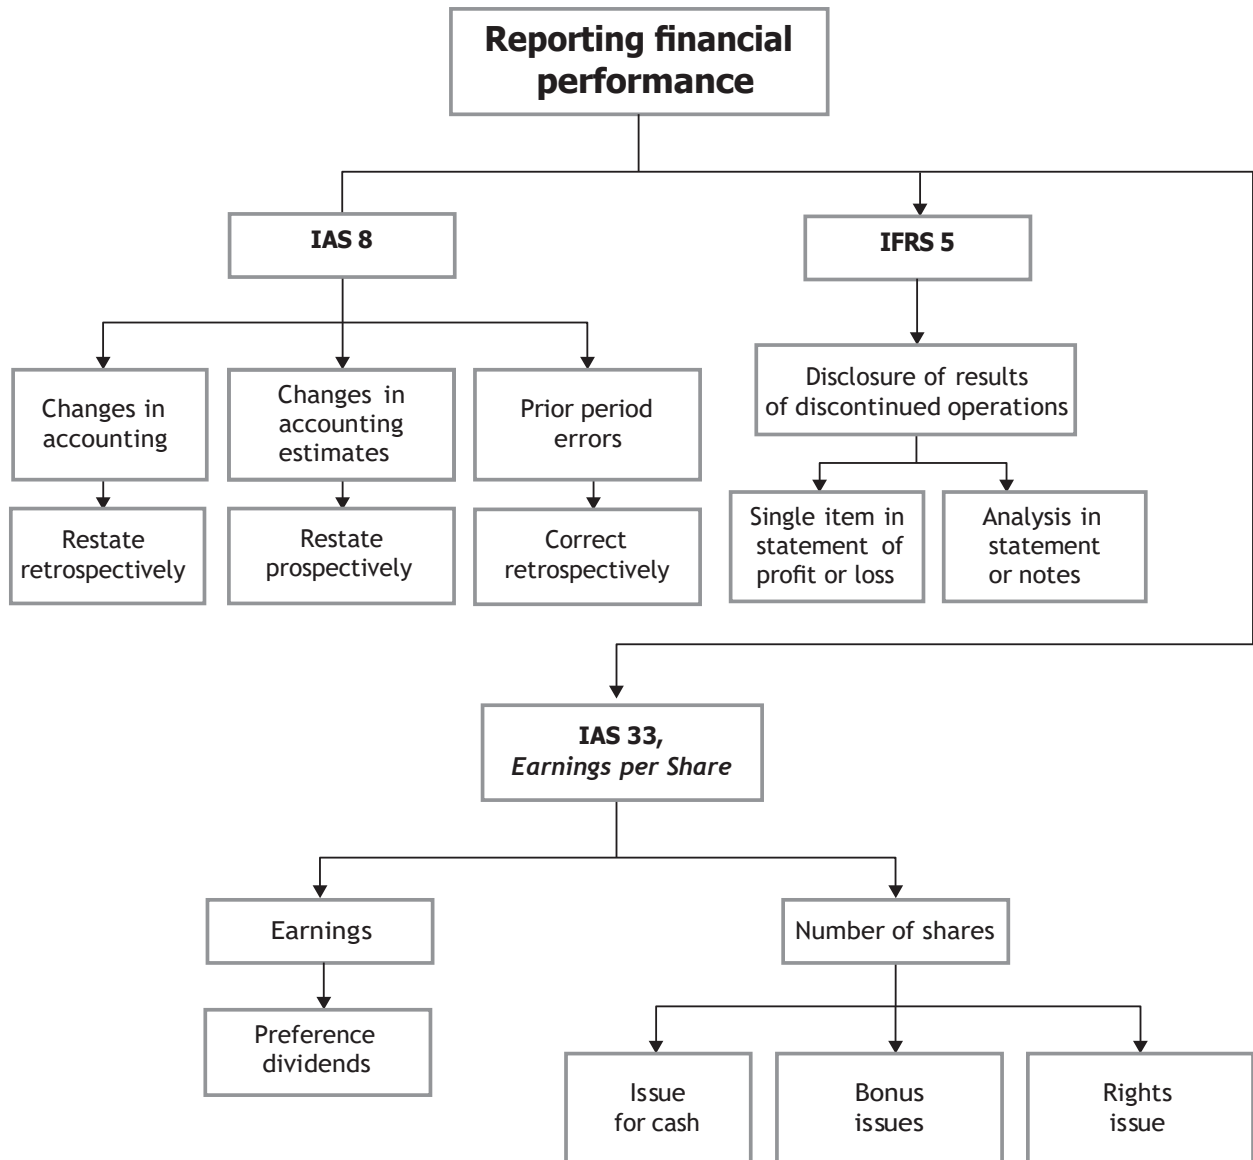 Reporting financial
performance
IAS 8
IFRS 5
Changes in
accounting
Changes in
accounting
estimates
Prior period
errors
Disclosure of results
of discontinued operations
Restate
retrospectively
Restate
prospectively
Correct
retrospectively
Single item in
statement of
profit or loss
Analysis in
statement
or notes
IAS 33,
Earnings per Share
Earnings
Number of shares
Preference
dividends
Issue
for cash
Bonus
issues
Rights
issue